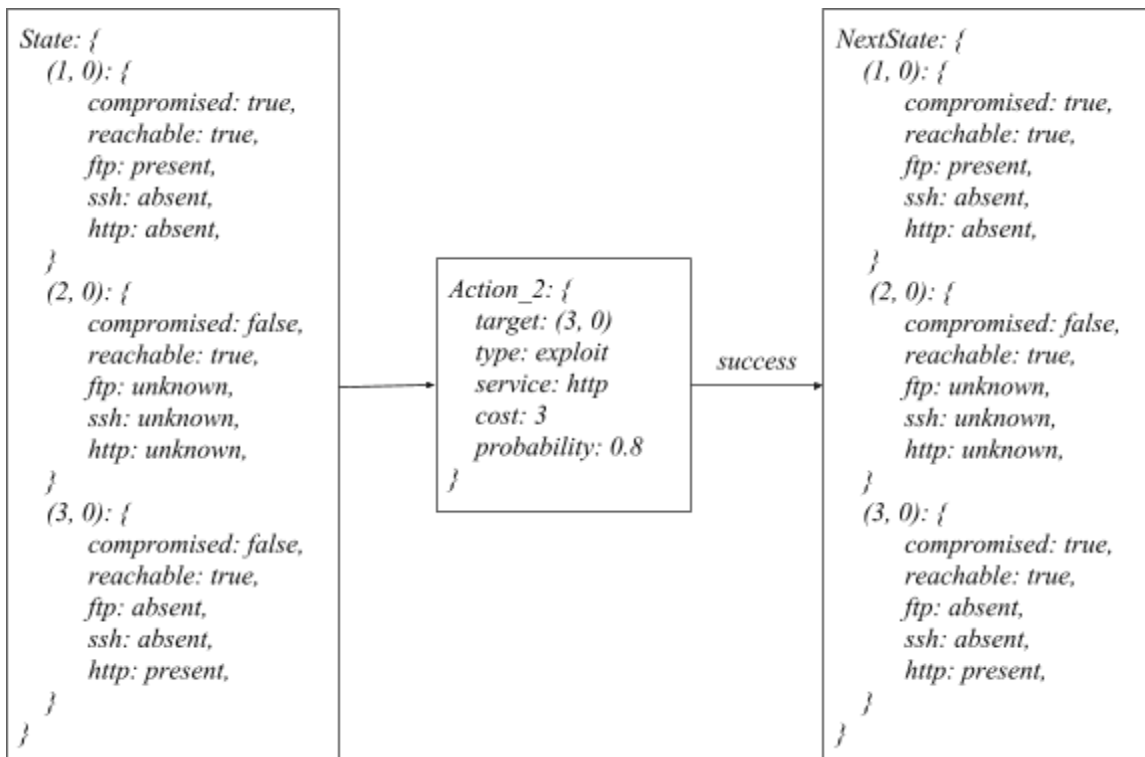 State: {
(1, 0): {
compromised: true,
reachable: true,
ftp: present,
ssh: absent,
http: absent,
}
(2, 0): {
compromised: false,
reachable: true,
ftp: unknown,
ssh: unknown,
http: unknown,
}
(3, 0): {
compromised: false,
reachable: true,
ftp: absent,
ssh: absent,
http: present,
}
}
Action_2: {
target: (3, 0)
type: exploit
service: http
cost: 3
probability: 0.8
}
success
NextState: {
(1, 0): {
compromised: true,
reachable: true,
ftp: present,
ssh: absent,
http: absent,
}
(2, 0): {
compromised: false,
reachable: true,
ftp: unknown,
ssh: unknown,
http: unknown,
}
(3, 0): {
compromised: true,
reachable: true,
ftp: absent,
ssh: absent,
http: present,
}
}